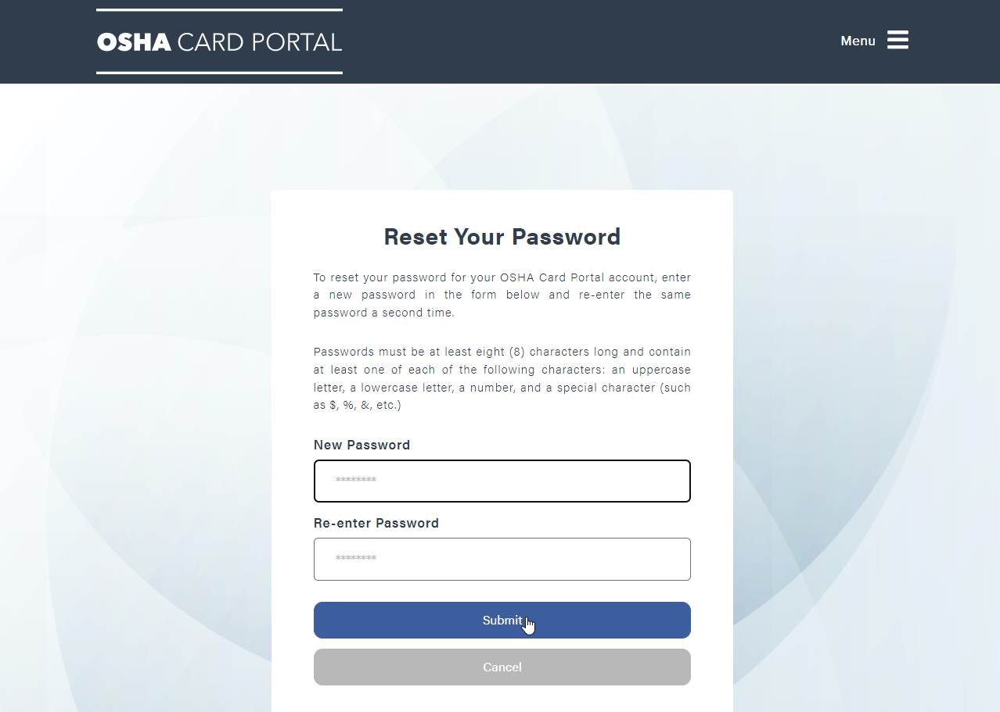 OSHA CARD PORTAL
Menu
Reset Your Password
To reset your password for your OSHA Card Portal account, enter
a new password in the form below and re-enter the same
password a second time.
Passwords must be at least eight (8) characters long and contain
at least one of each of the following characters: an uppercase
letter, a lowercase letter, a number, and a special character (such
as $, %, &, etc.)
New Password
********
Re-enter Password
********
Submit
Cancel